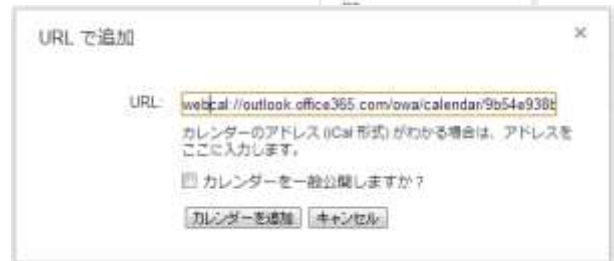 URL で追加
×
URL: webcal://outlook.office365.com/owa/calendar/9b54e938b
カレンダーのアドレス (iCal 形式) がわかる場合は、アドレスを
ここに入力します。
カレンダーを一般公開しますか？
カレンダーを追加 キャンセル